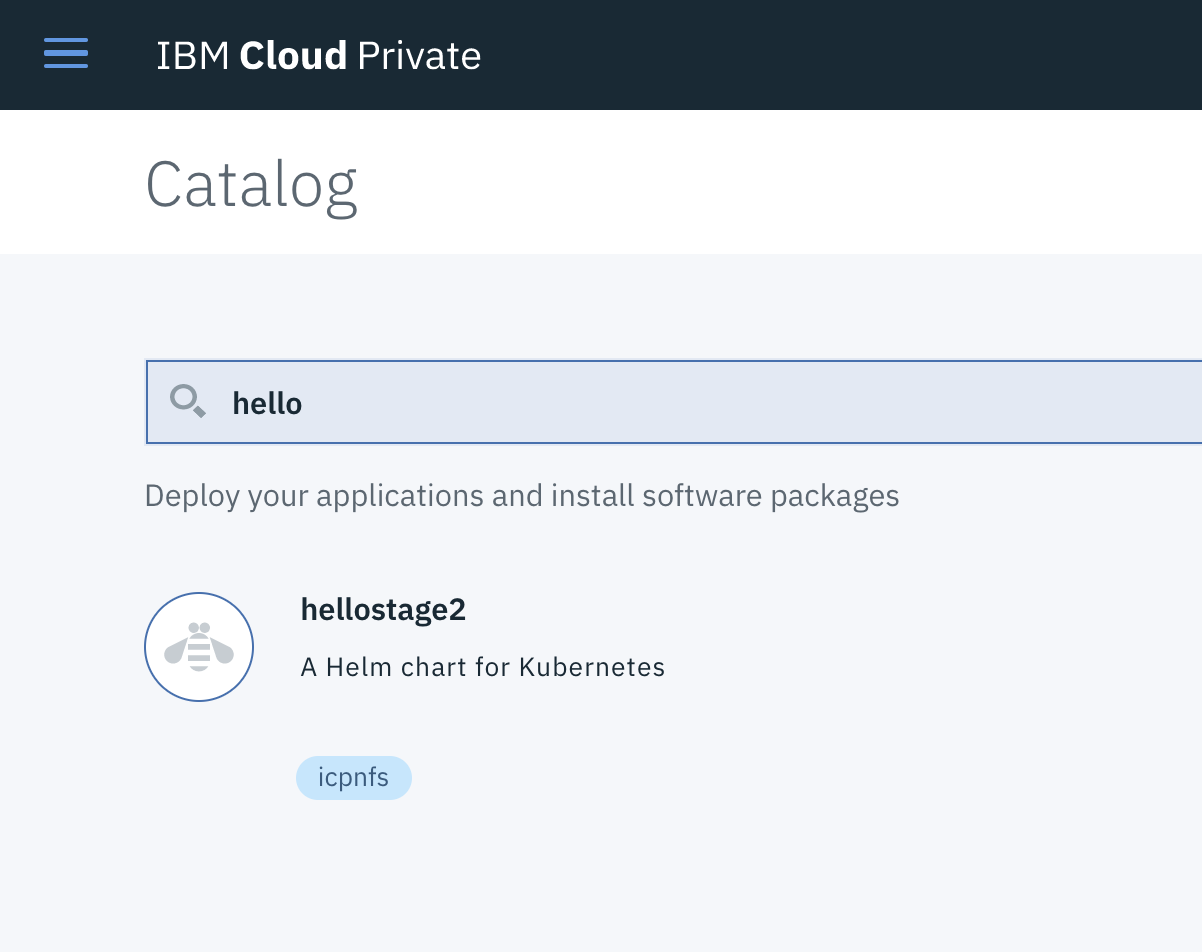 IBM Cloud Private
Catalog
hello
Deploy your applications and install software packages
hellostage2
A Helm chart for Kubernetes
icpnfs